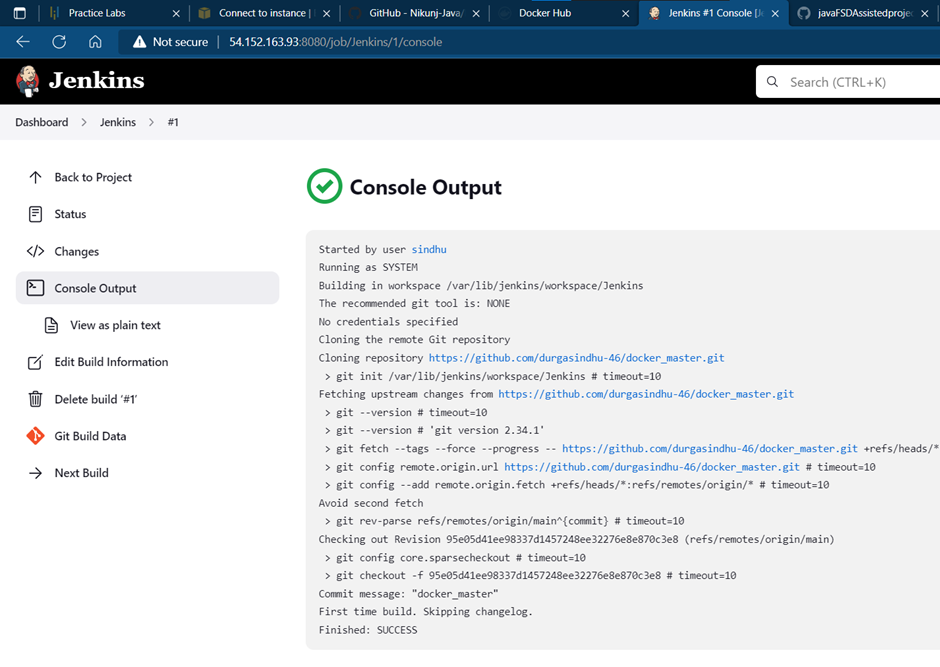 Practice Labs
Connect to instance |
GitHub - Nikunj-Java/
Docker Hub
Jenkins #1 Console [Je
javaFSDAssistedproje
Not secure
54.152.163.93:8080/job/Jenkins/1/console
Jenkins
Search (CTRL+K)
Dashboard
Jenkins
#1
Back to Project
Status
Changes
Console Output
View as plain text
Edit Build Information
Delete build '#1'
Git Build Data
Next Build
Console Output
Started by user sindhu
Running as SYSTEM
Building in workspace /var/lib/jenkins/workspace/Jenkins
The recommended git tool is: NONE
No credentials specified
Cloning the remote Git repository
Cloning repository https://github.com/durgasindhu-46/docker_master.git
> git init /var/lib/jenkins/workspace/Jenkins # timeout=10
Fetching upstream changes from https://github.com/durgasindhu-46/docker_master.git
> git --version # timeout=10
> git --version # 'git version 2.34.1'
> git fetch --tags --force --progress -- https://github.com/durgasindhu-46/docker_master.git +refs/heads/*
> git config remote.origin.url https://github.com/durgasindhu-46/docker_master.git # timeout=10
> git config --add remote.origin.fetch +refs/heads/*:refs/remotes/origin/* # timeout=10
Avoid second fetch
> git rev-parse refs/remotes/origin/main^{commit} # timeout=10
Checking out Revision 95e05d41ee98337d1457248ee32276e8e870c3e8 (refs/remotes/origin/main)
> git config core.sparsecheckout # timeout=10
> git checkout -f 95e05d41ee98337d1457248ee32276e8e870c3e8 # timeout=10
Commit message: "docker_master"
First time build. Skipping changelog.
Finished: SUCCESS